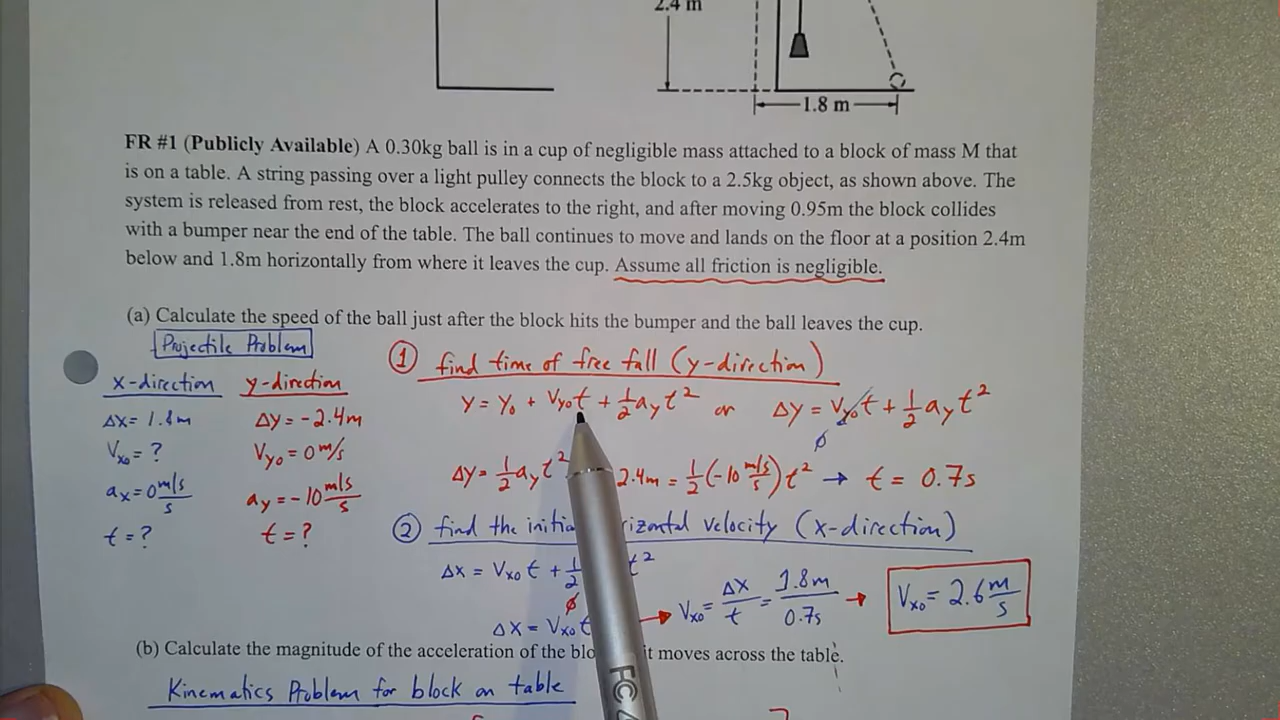 2.4 m
1.8 m
FR #1 (Publicly Available) A 0.30kg ball is in a cup of negligible mass attached to a block of mass M that
is on a table. A string passing over a light pulley connects the block to a 2.5kg object, as shown above. The
system is released from rest, the block accelerates to the right, and after moving 0.95m the block collides
with a bumper near the end of the table. The ball continues to move and lands on the floor at a position 2.4m
below and 1.8m horizontally from where it leaves the cup. Assume all friction is negligible.
(a) Calculate the speed of the ball just after the block hits the bumper and the ball leaves the cup.
Projectile Problem
x-direction
Δx = 1.8m
Vx₀ = ?
ax = 0 m/s/s
t = ?
y-direction
Δy = -2.4m
Vy₀ = 0 m/s
ay = -10 m/s/s
t = ?
① find time of free fall (y-direction)
y = y₀ + Vy₀t + ½ayt² or Δy = Vy₀t + ½ayt²
0
Δy = ½ayt² 2.4m = ½(-10 m/s/s)t² → t = 0.7s
② find the initial horizontal velocity (x-direction)
Δx = Vx₀t + ½ t²
0
Δx = Vx₀t → Vx₀ = Δx/t = 1.8m/0.7s → Vx₀ = 2.6 m/s
(b) Calculate the magnitude of the acceleration of the blo it moves across the table.
Kinematics Problem for block on table
FC